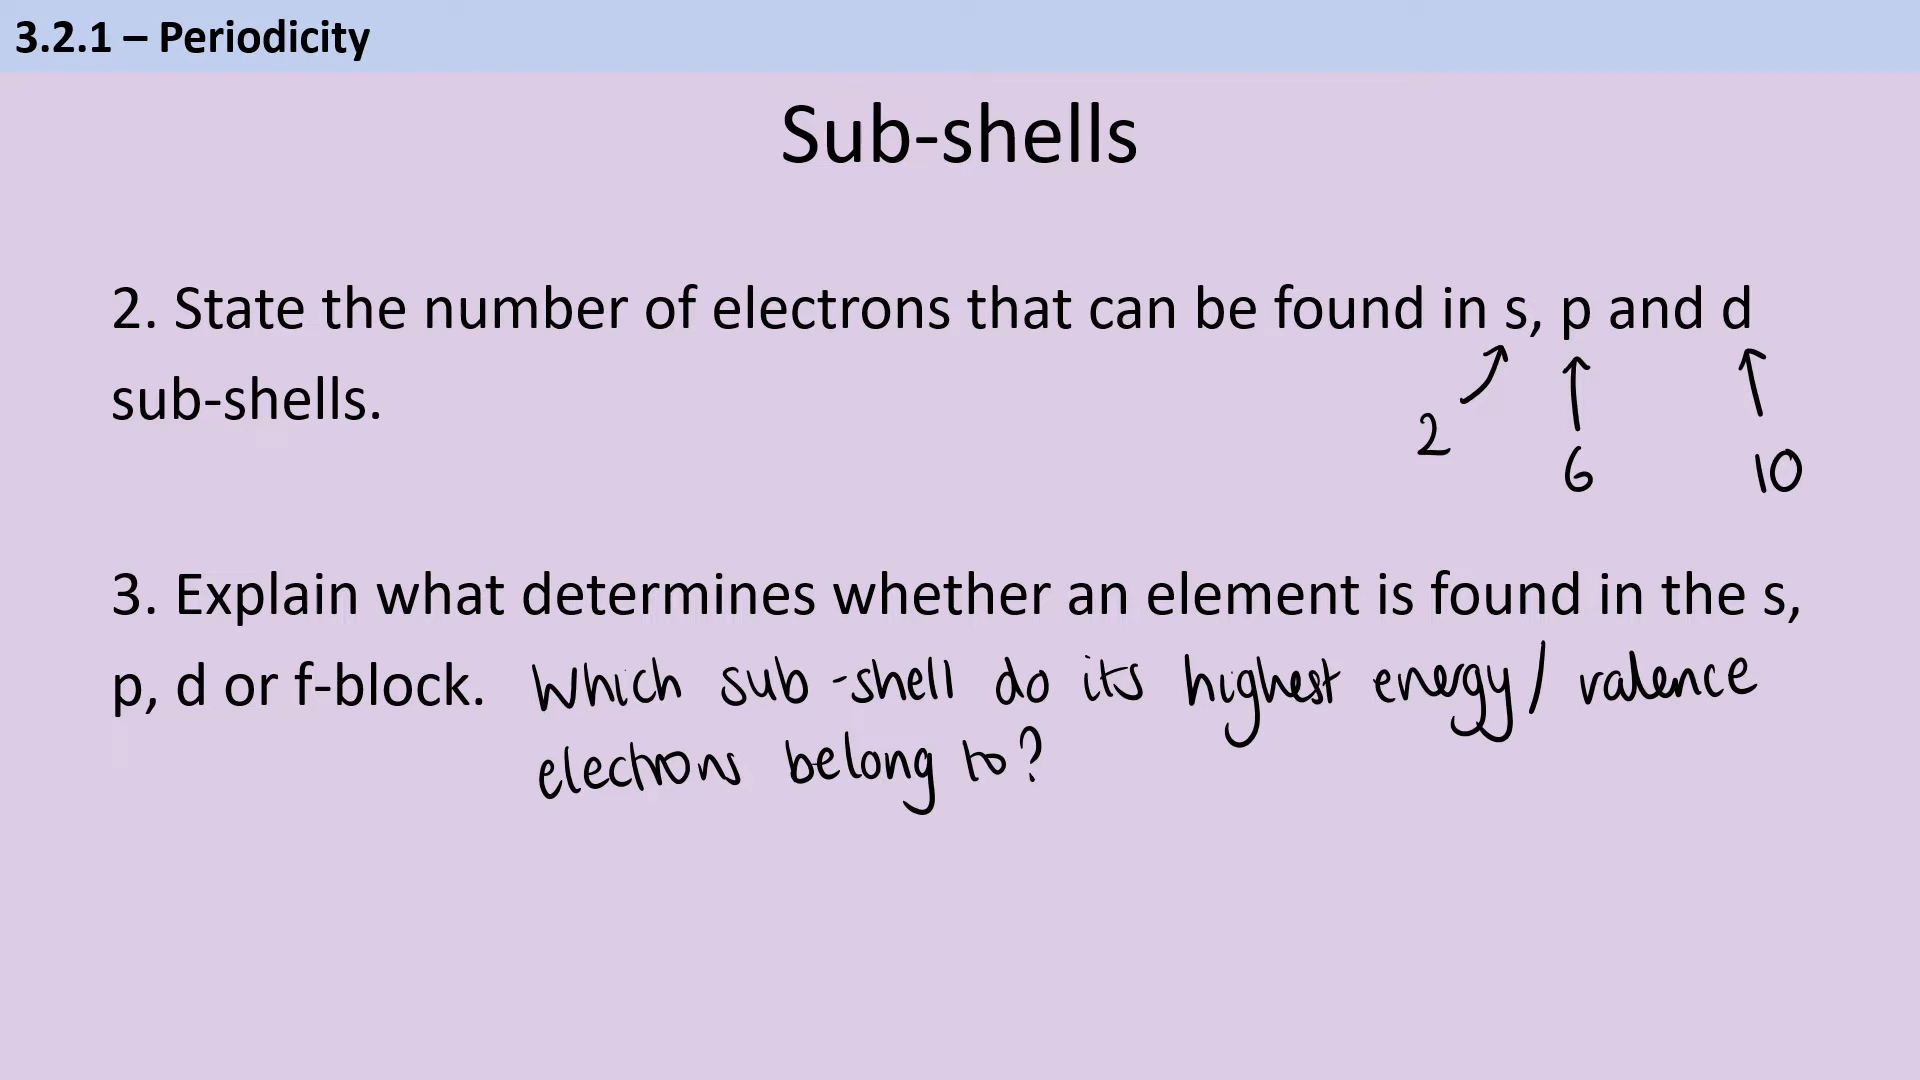 3.2.1 – Periodicity
Sub-shells
2. State the number of electrons that can be found in s, p and d
sub-shells.
2
6
10
3. Explain what determines whether an element is found in the s,
p, d or f-block. Which sub-shell do its highest energy/ valence
electrons belong to?